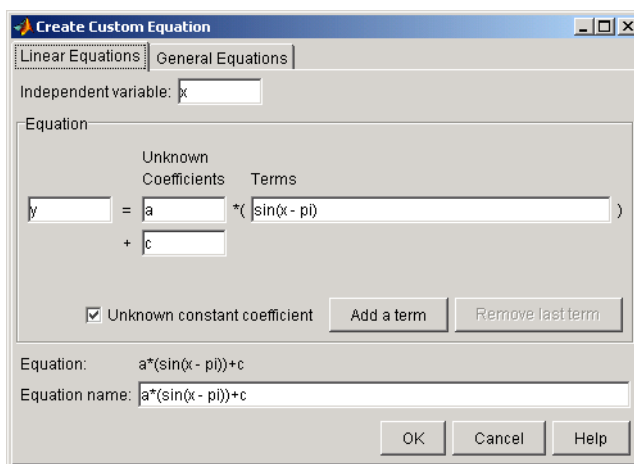 Create Custom Equation
Linear Equations General Equations
Independent variable: x
Equation
Unknown
Coefficients Terms
y = a *( sin(x - pi) )
+ c
Unknown constant coefficient Add a term Remove last term
Equation: a*(sin(x - pi))+c
Equation name: a*(sin(x - pi))+c
OK Cancel Help